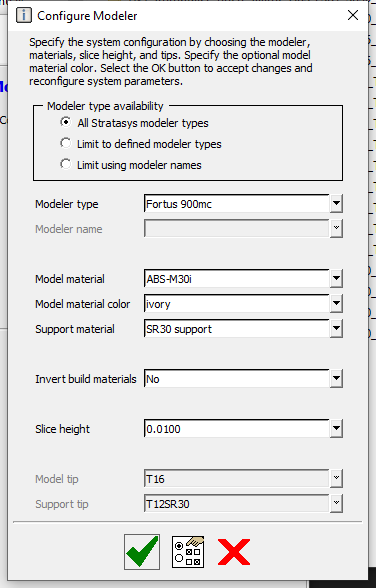 Configure Modeler
Specify the system configuration by choosing the modeler,
materials, slice height, and tips. Specify the optional model
material color. Select the OK button to accept changes and
reconfigure system parameters.
Modeler type availability
All Stratasys modeler types
Limit to defined modeler types
Limit using modeler names
Modeler type Fortus 900mc
Modeler name
Model material ABS-M30i
Model material color ivory
Support material SR30 support
Invert build materials No
Slice height 0.0100
Model tip T16
Support tip T12SR30